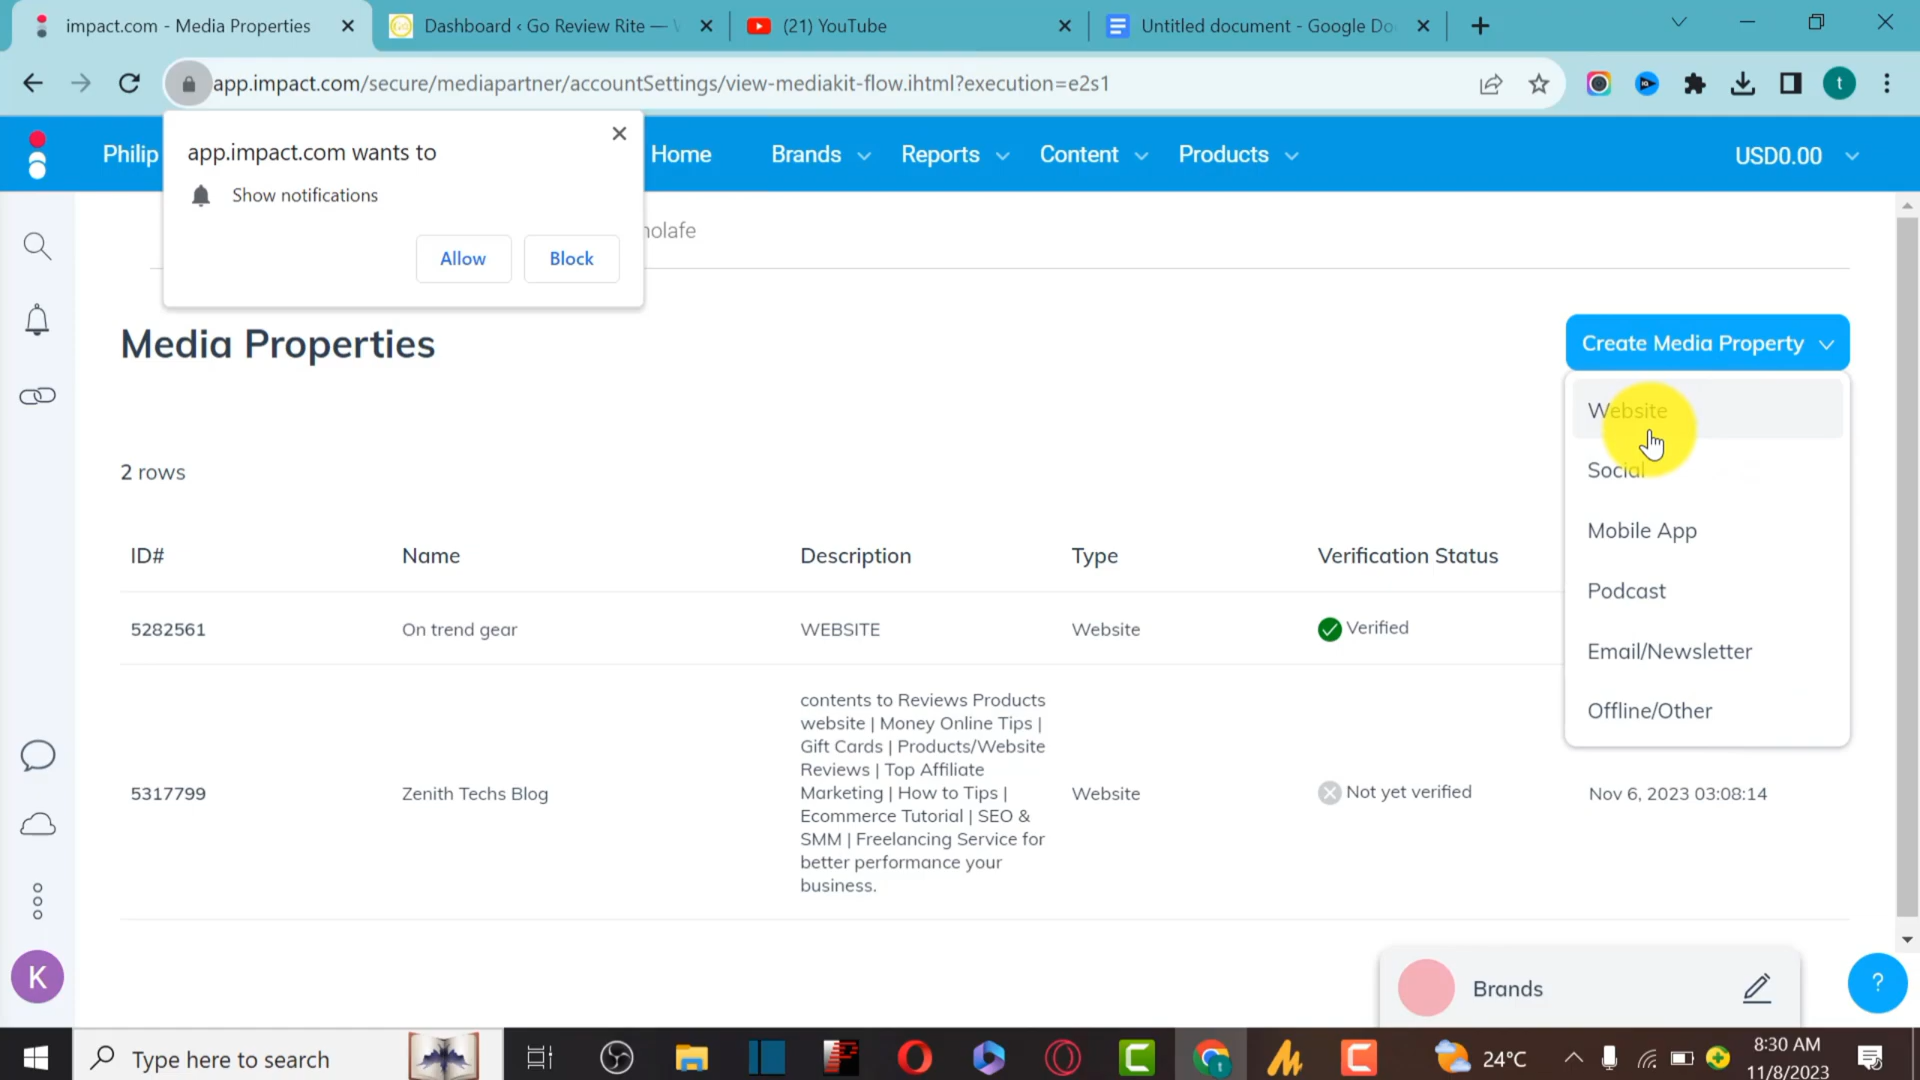 impact.com - Media Properties
Dashboard ‹ Go Review Rite —
(21) YouTube
Untitled document - Google Do
app.impact.com/secure/mediapartner/accountSettings/view-mediakit-flow.ihtml?execution=e2s1
t
app.impact.com wants to
Show notifications
Allow
Block
Philip
Home
Brands
Reports
Content
Products
USD0.00
nolafe
Media Properties
Create Media Property
Website
Social
Mobile App
Podcast
Email/Newsletter
Offline/Other
2 rows
ID#
Name
Description
Type
Verification Status
5282561
On trend gear
WEBSITE
Website
Verified
5317799
Zenith Techs Blog
contents to Reviews Products
website | Money Online Tips |
Gift Cards | Products/Website
Reviews | Top Affiliate
Marketing | How to Tips |
Ecommerce Tutorial | SEO &
SMM | Freelancing Service for
better performance your
business.
Website
Not yet verified
Nov 6, 2023 03:08:14
K
Brands
?
Type here to search
24°C
8:30 AM
11/8/2023